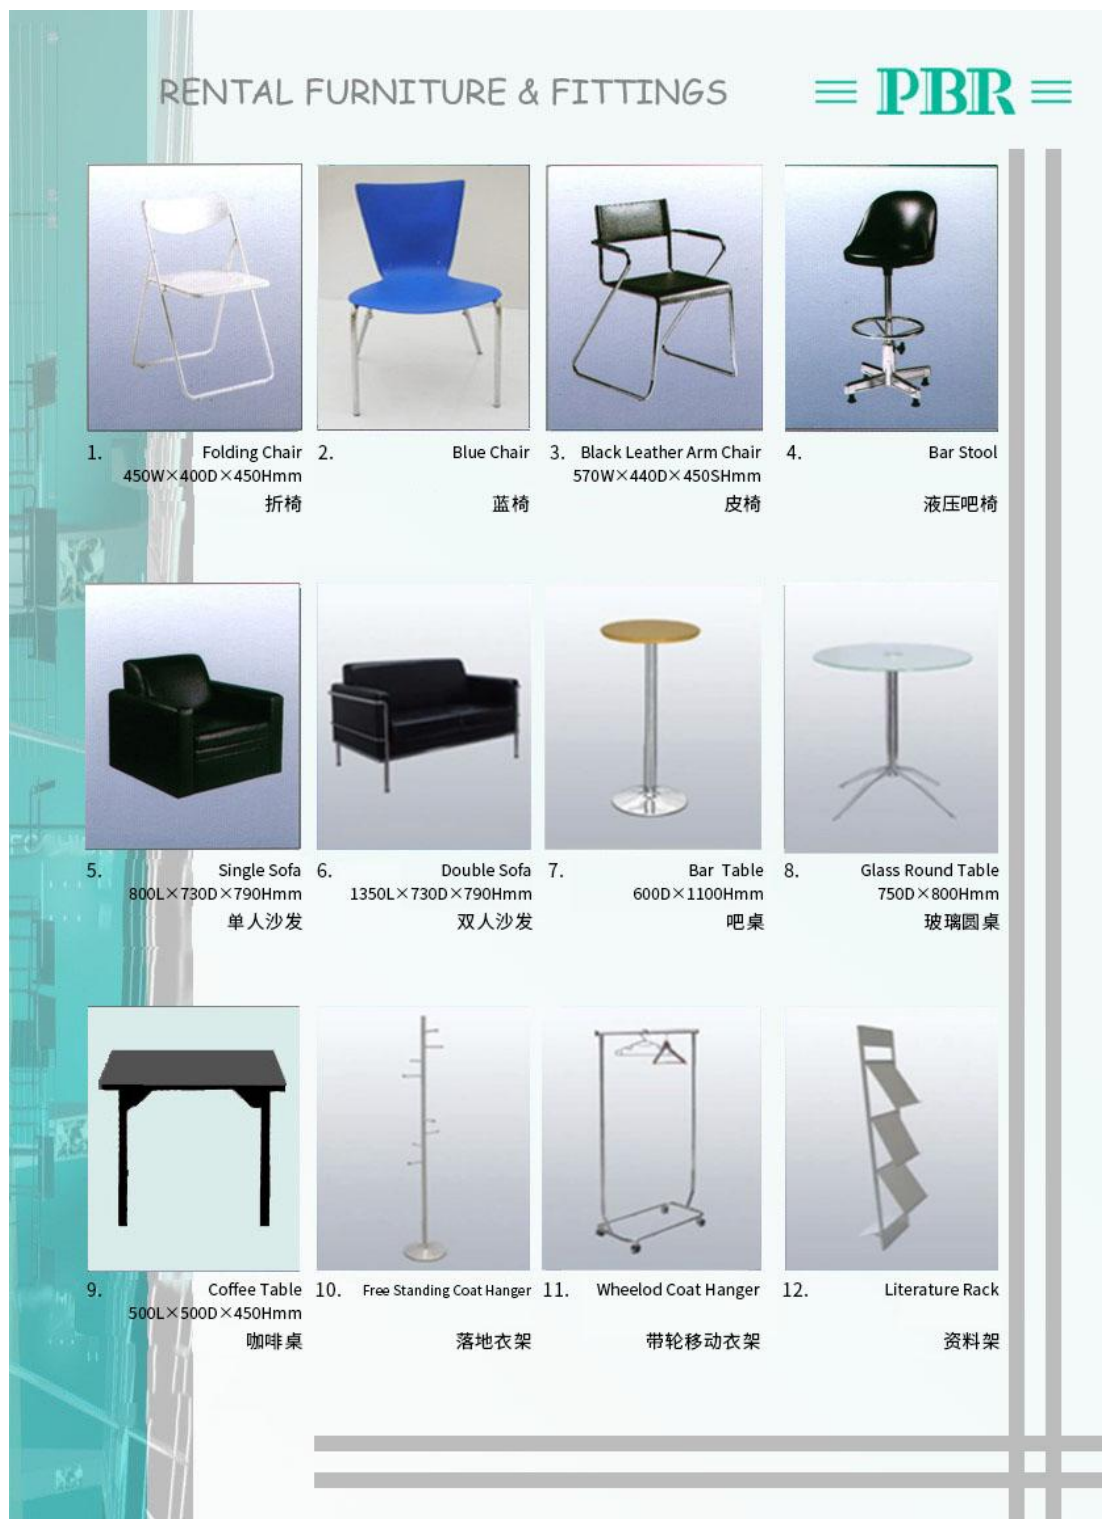 RENTAL FURNITURE & FITTINGS
PBR
1. Folding Chair
450W×400D×450Hmm
折椅
2. Blue Chair
蓝椅
3. Black Leather Arm Chair
570W×440D×450SHmm
皮椅
4. Bar Stool
液压吧椅
5. Single Sofa
800L×730D×790Hmm
单人沙发
6. Double Sofa
1350L×730D×790Hmm
双人沙发
7. Bar Table
600D×1100Hmm
吧桌
8. Glass Round Table
750D×800Hmm
玻璃圆桌
9. Coffee Table
500L×500D×450Hmm
咖啡桌
10. Free Standing Coat Hanger
落地衣架
11. Wheelod Coat Hanger
带轮移动衣架
12. Literature Rack
资料架